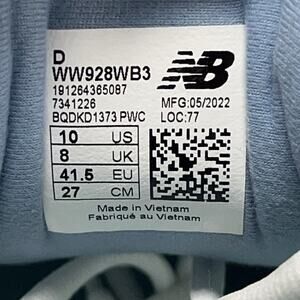 D
WW928WB3
191264365087
7341226
BQDKD1373 PWC
NB
MFG:05/2022
LOC:77
10 US
8 UK
41.5 EU
27 CM
Made in Vietnam
Fabriqué au Vietnam